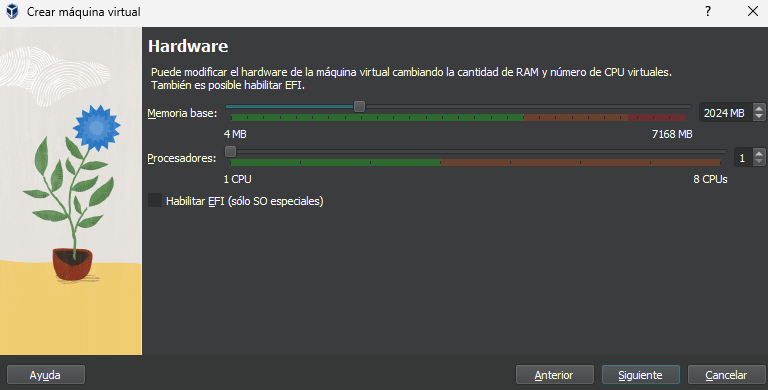 Crear máquina virtual
Hardware
Puede modificar el hardware de la máquina virtual cambiando la cantidad de RAM y número de CPU virtuales.
También es posible habilitar EFI.
Memoria base:
2024 MB
4 MB
7168 MB
Procesadores:
1
1 CPU
8 CPUs
Habilitar EFI (sólo SO especiales)
Ayuda
Anterior
Siguiente
Cancelar